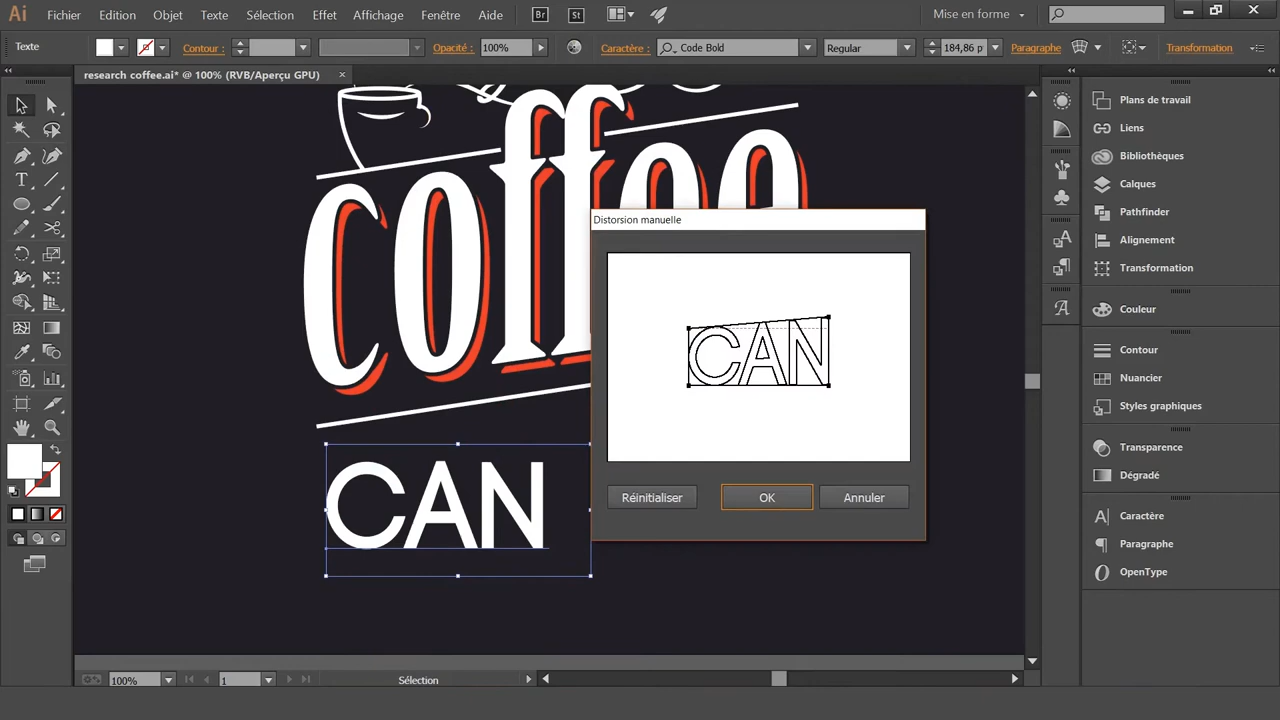 Ai Fichier Edition Objet Texte Sélection Effet Affichage Fenêtre Aide Br St Mise en forme
Texte Contour : Opacité : 100% Caractère : Code Bold Regular 184,86 p Paragraphe Transformation
research coffee.ai* @ 100% (RVB/Aperçu GPU) ×
coffee
Distorsion manuelle
CAN
Réinitialiser OK Annuler
CAN
Plans de travail
Liens
Bibliothèques
Calques
Pathfinder
Alignement
Transformation
Couleur
Contour
Nuancier
Styles graphiques
Transparence
Dégradé
Caractère
Paragraphe
OpenType
100% 1 Sélection